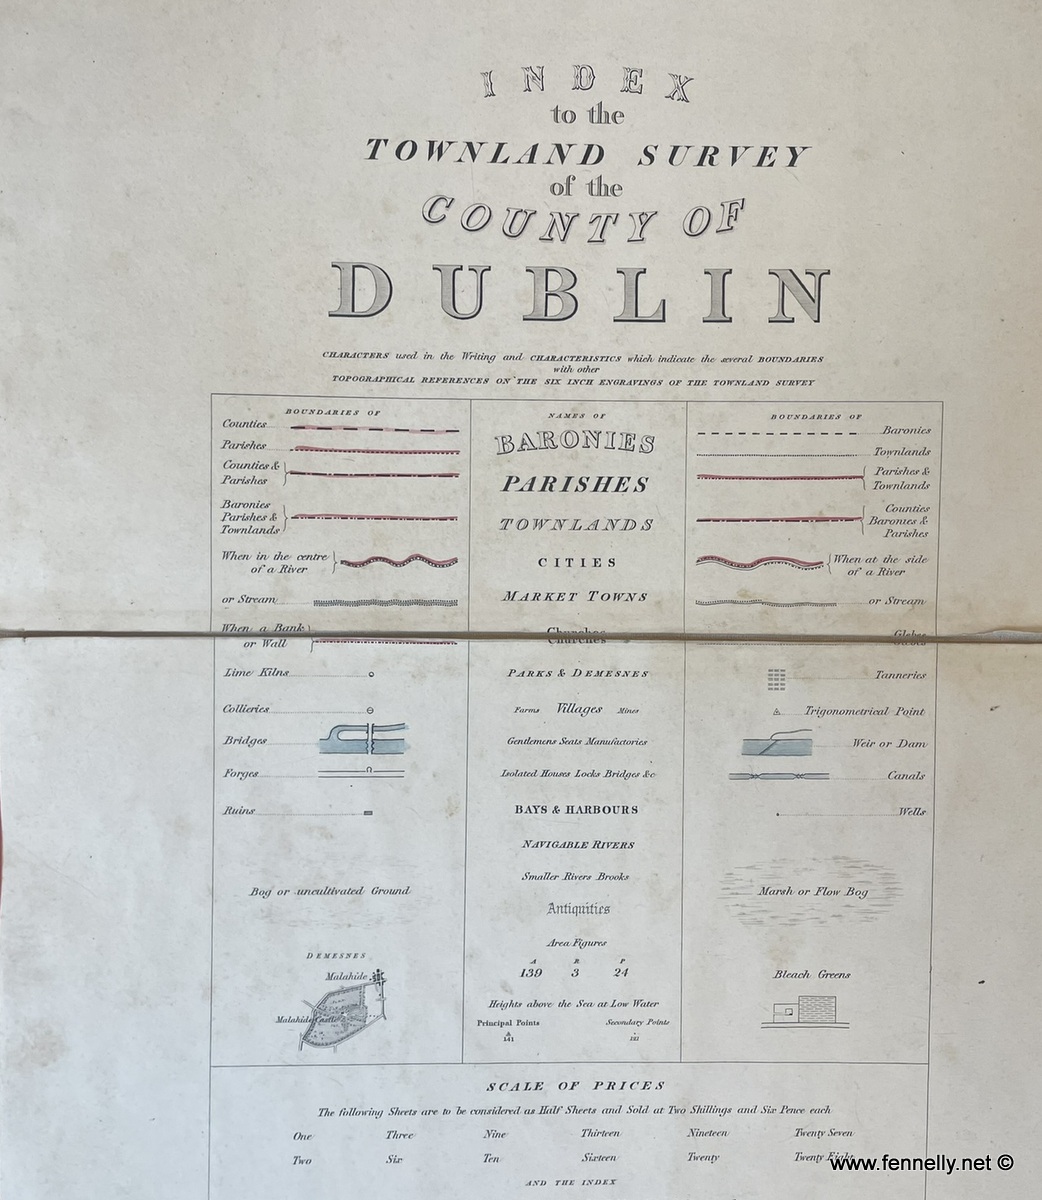 INDEX
to the
TOWNLAND SURVEY
of the
COUNTY OF
DUBLIN
CHARACTERS used in the Writing and CHARACTERISTICS which indicate the several BOUNDARIES
with other
TOPOGRAPHICAL REFERENCES ON THE SIX INCH ENGRAVINGS OF THE TOWNLAND SURVEY
BOUNDARIES OF
Counties
Parishes
Counties &
Parishes
Baronies
Parishes &
Townlands
When in the centre
of a River
or Stream
When a Bank
or Wall
Lime Kilns
Collieries
Bridges
Forges
Ruins
Bog or uncultivated Ground
DEMESNES
Malahide
Malahide Castle
NAMES OF
BARONIES
PARISHES
TOWNLANDS
CITIES
MARKET TOWNS
Churches
PARKS & DEMESNES
Farms Villages Mines
Gentlemens Seats Manufactories
Isolated Houses Locks Bridges &c
BAYS & HARBOURS
NAVIGABLE RIVERS
Smaller Rivers Brooks
Antiquities
Area Figures
A R P
139 3 24
Heights above the Sea at Low Water
Principal Points Secondary Points
141 121
BOUNDARIES OF
Baronies
Townlands
Parishes &
Townlands
Counties
Baronies &
Parishes
When at the side
of a River
or Stream
Glebes
Tanneries
Trigonometrical Point
Weir or Dam
Canals
Wells
Marsh or Flow Bog
Bleach Greens
SCALE OF PRICES
The following Sheets are to be considered as Half Sheets and Sold at Two Shillings and Six Pence each
One Three Nine Thirteen Nineteen Twenty Seven
Two Six Ten Sixteen Twenty Twenty Eight
AND THE INDEX
www.fennelly.net ©